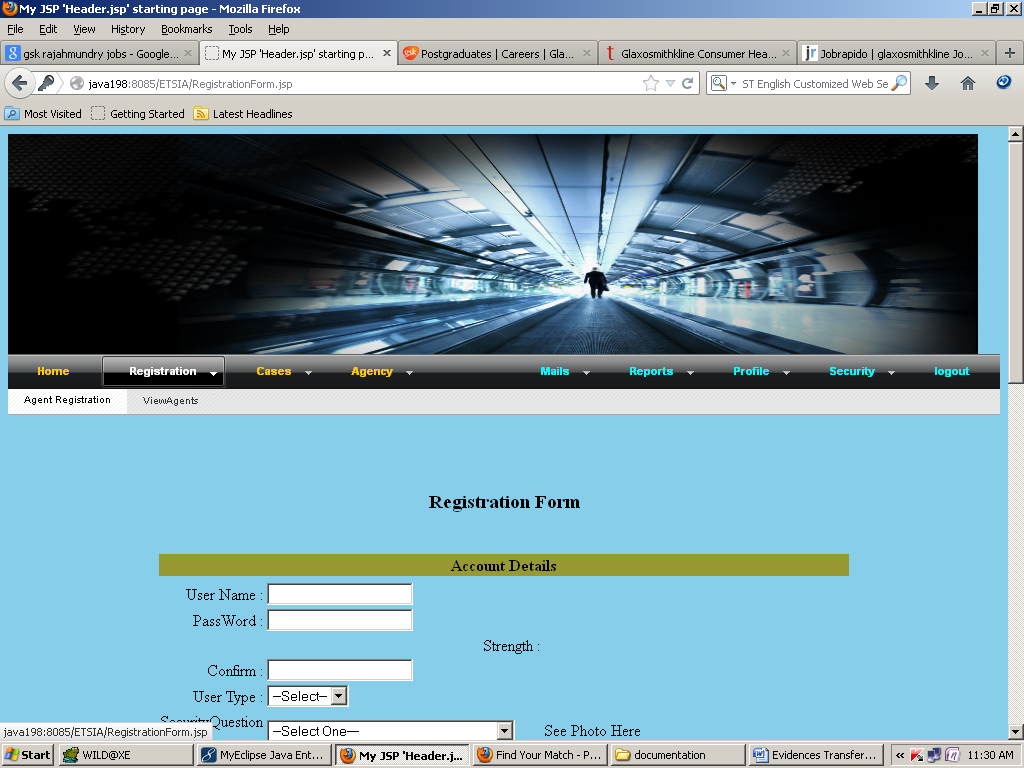 My JSP 'Header.jsp' starting page - Mozilla Firefox
File Edit View History Bookmarks Tools Help
gsk rajahmundry jobs - Google... My JSP 'Header.jsp' starting p... Postgraduates | Careers | Gla... Glaxosmithkline Consumer Hea... Jobrapido | glaxosmithkline Jo...
java198:8085/ETSIA/RegistrationForm.jsp ST English Customized Web Se
Most Visited Getting Started Latest Headlines
Home Registration Cases Agency Mails Reports Profile Security logout
Agent Registration ViewAgents
Registration Form
Account Details
User Name :
PassWord :
Strength :
Confirm :
User Type : --Select--
SecurityQuestion
--Select One-- See Photo Here
java198:8085/ETSIA/RegistrationForm.jsp
Start WILD@XE MyEclipse Java Ent... My JSP 'Header.j... Find Your Match - P... documentation Evidences Transfer... « 11:30 AM